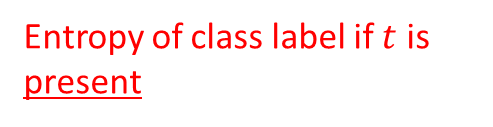 Entropy of class label if t is
present